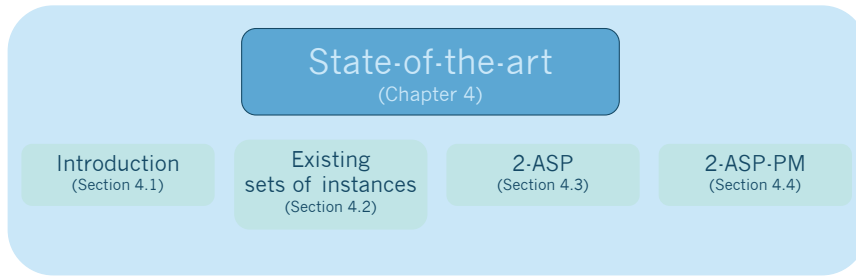 State-of-the-art
(Chapter 4)
Introduction
(Section 4.1)
Existing
sets of instances
(Section 4.2)
2-ASP
(Section 4.3)
2-ASP-PM
(Section 4.4)